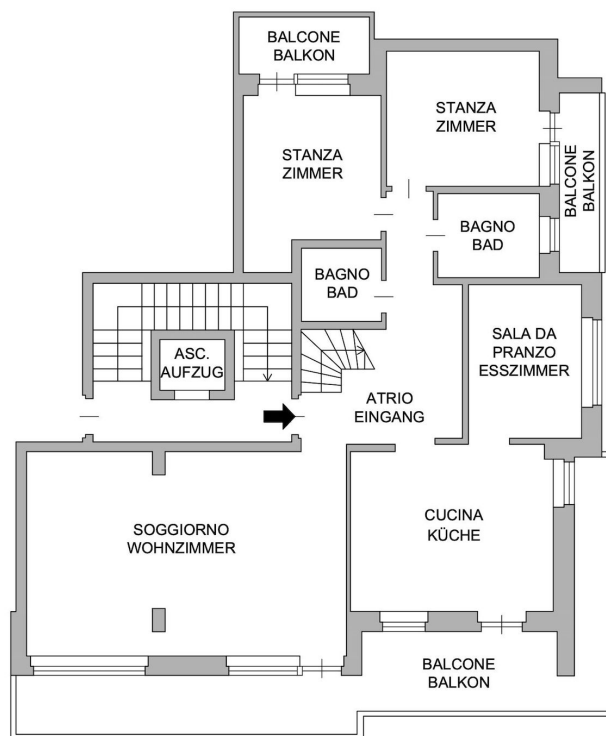 BALCONE
BALKON
STANZA
ZIMMER
STANZA
ZIMMER
BALCONE
BALKON
BAGNO
BAD
BAGNO
BAD
ASC.
AUFZUG
SALA DA
PRANZO
ESSZIMMER
ATRIO
EINGANG
SOGGIORNO
WOHNZIMMER
CUCINA
KÜCHE
BALCONE
BALKON